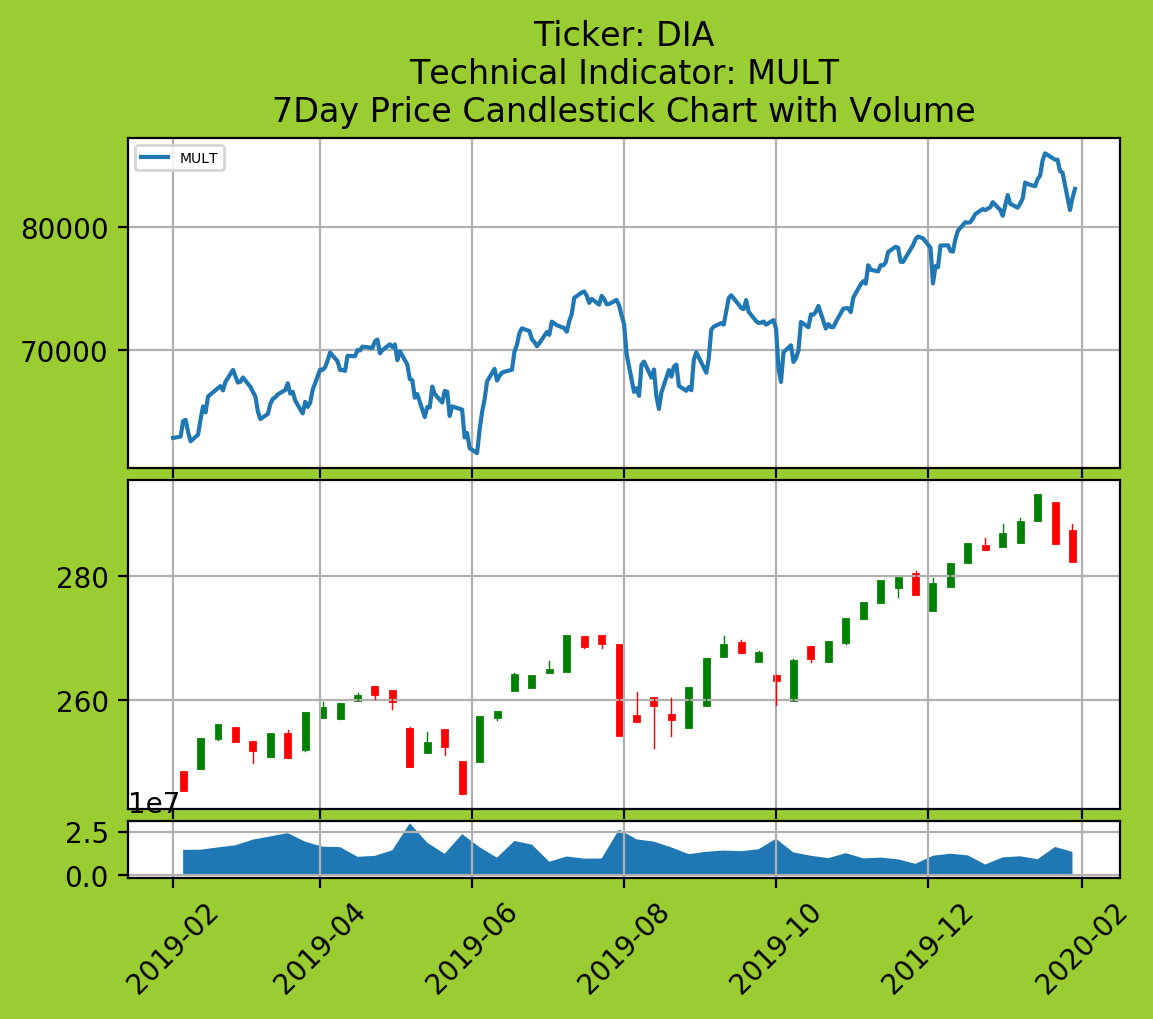 Ticker: DIA
Technical Indicator: MULT
7Day Price Candlestick Chart with Volume
MULT
80000
70000
280
260
1e7
2.5
0.0
2019-02
2019-04
2019-06
2019-08
2019-10
2019-12
2020-02